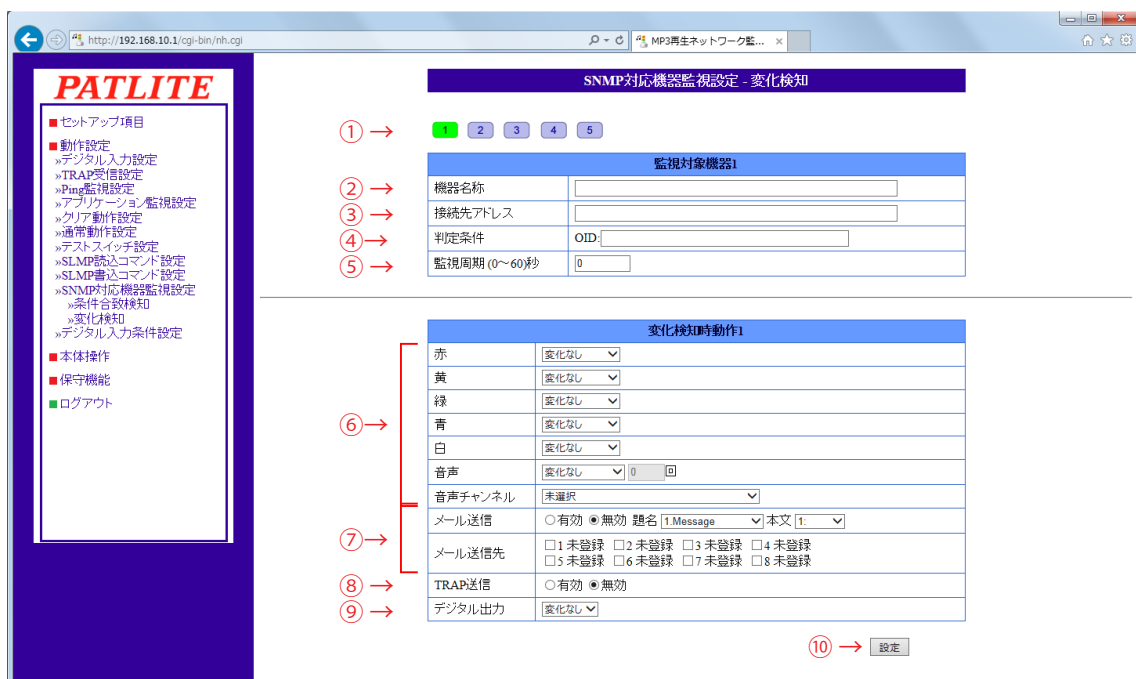 http://192.168.10.1/cgi-bin/nh.cgi
MP3再生ネットワーク監... ×
PATLITE
セットアップ項目
動作設定
»デジタル入力設定
»TRAP受信設定
»Ping監視設定
»アプリケーション監視設定
»クリア動作設定
»通常動作設定
»テストスイッチ設定
»SLMP読込コマンド設定
»SLMP書込コマンド設定
»SNMP対応機器監視設定
»条件合致検知
»変化検知
»デジタル入力条件設定
本体操作
保守機能
ログアウト
SNMP対応機器監視設定 - 変化検知
① → 1 2 3 4 5
監視対象機器1
② → 機器名称
③ → 接続先アドレス
④ → 判定条件 OID:
⑤ → 監視周期 (0～60)秒 0
変化検知時動作1
赤 変化なし
黄 変化なし
緑 変化なし
⑥→ 青 変化なし
白 変化なし
音声 変化なし 0 回
音声チャンネル 未選択
メール送信 ○有効 ◉無効 題名 1.Message 本文 1:
⑦→ メール送信先 □1 未登録 □2 未登録 □3 未登録 □4 未登録
□5 未登録 □6 未登録 □7 未登録 □8 未登録
⑧ → TRAP送信 ○有効 ◉無効
⑨ → デジタル出力 変化なし
⑩ → 設定